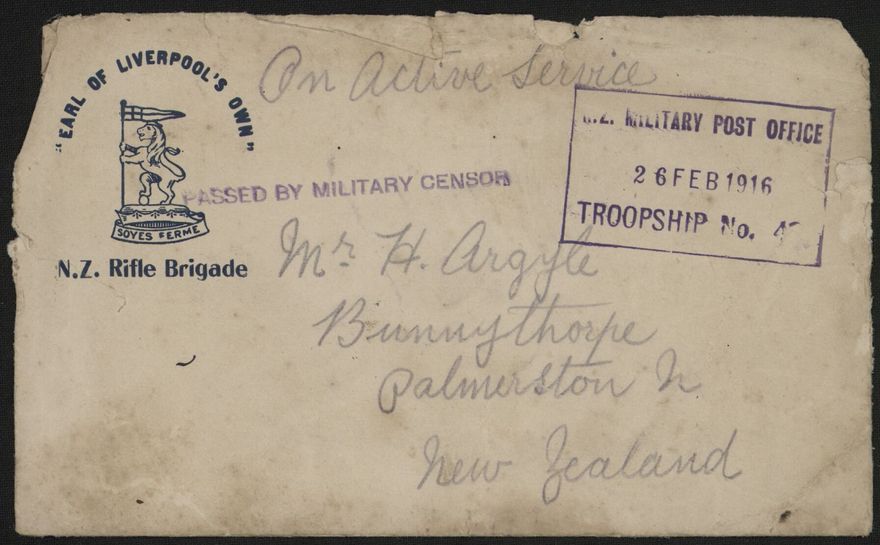 On Active Service
"EARL OF LIVERPOOL'S OWN"
SOYES FERME
N.Z. Rifle Brigade
PASSED BY MILITARY CENSOR
N.Z. MILITARY POST OFFICE
26 FEB 1916
TROOPSHIP No.
Mr H. Argyle
Bunnythorpe
Palmerston N
New Zealand